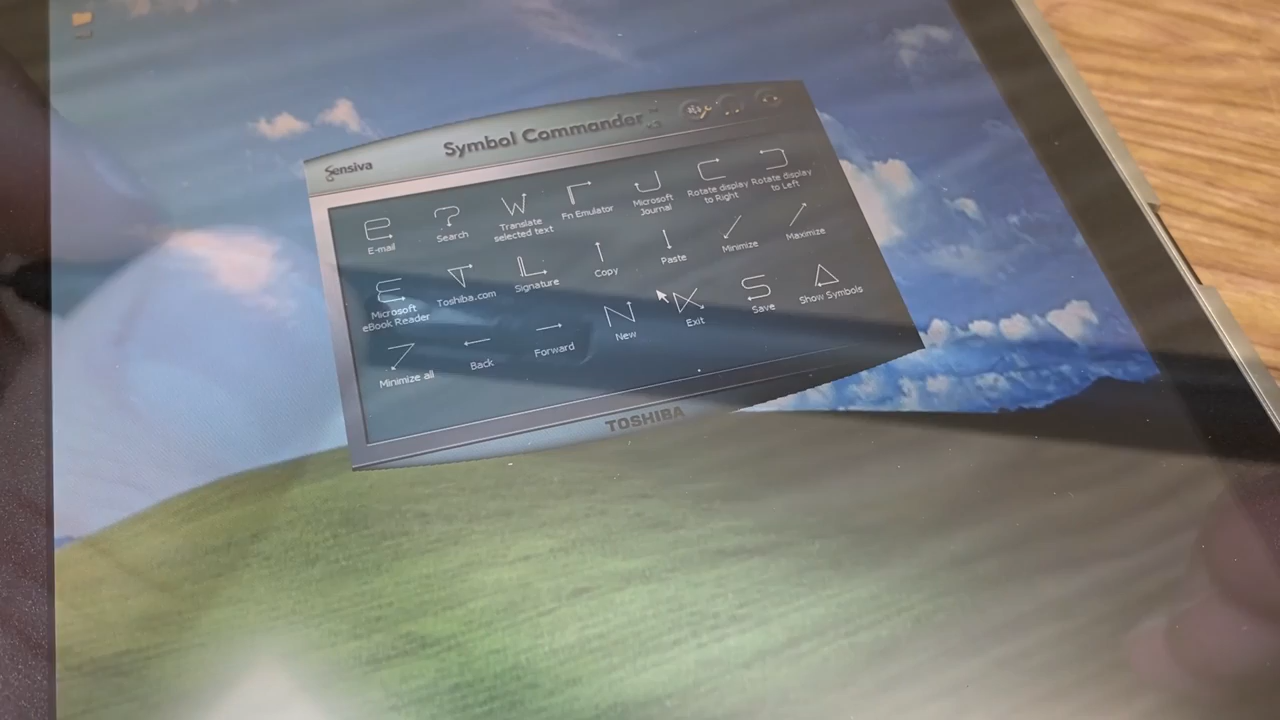 Sensiva
Symbol Commander™
E-mail
Search
Translate
selected text
Fn Emulator
Microsoft
Journal
Rotate display
to Right
Rotate display
to Left
Microsoft
eBook Reader
Toshiba.com
Signature
Copy
Paste
Minimize
Maximize
Minimize all
Back
Forward
New
Exit
Save
Show Symbols
TOSHIBA